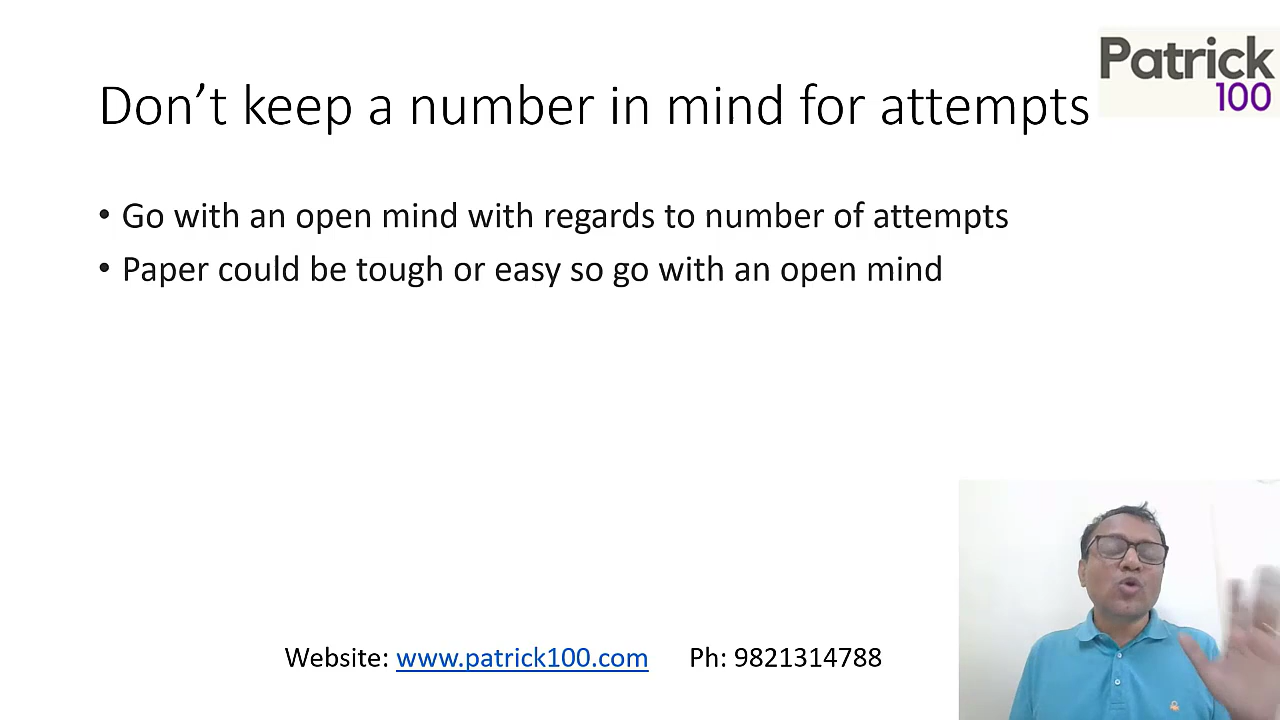 Patrick
100
Don’t keep a number in mind for attempts
• Go with an open mind with regards to number of attempts
• Paper could be tough or easy so go with an open mind
Website: www.patrick100.com Ph: 9821314788